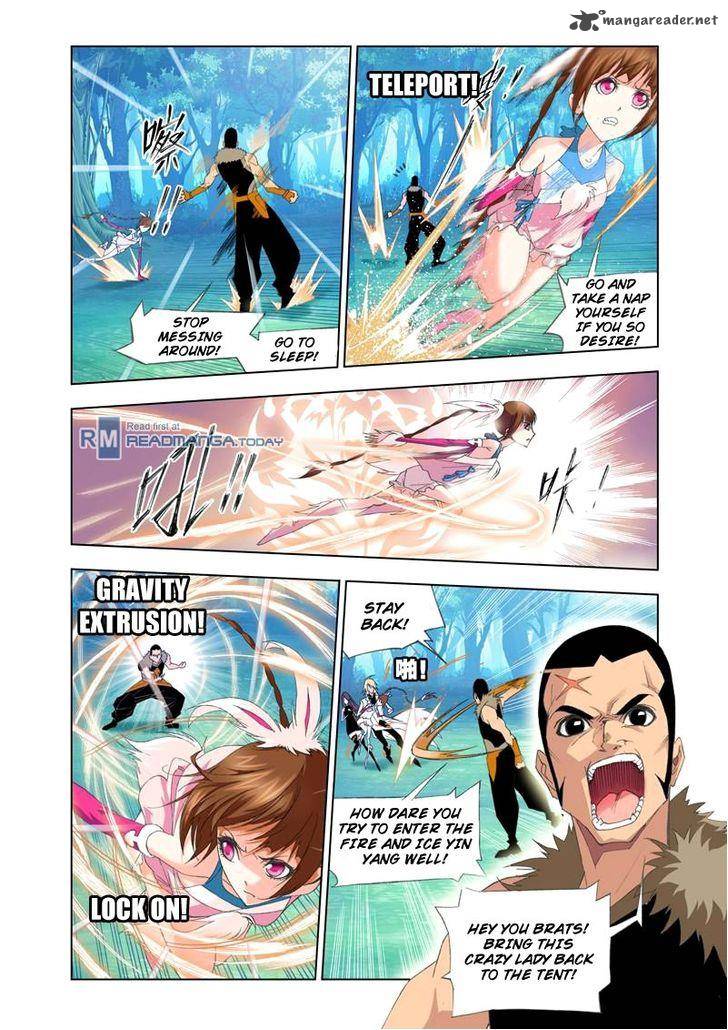 mangareader.net
嚓!!
STOP
MESSING
AROUND!
GO TO
SLEEP!
TELEPORT!
GO AND
TAKE A NAP
YOURSELF
IF YOU SO
DESIRE!
Read first at
RM READMANGA.TODAY
吼!!
GRAVITY
EXTRUSION!
LOCK ON!
STAY
BACK!
啪!
HOW DARE YOU
TRY TO ENTER THE
FIRE AND ICE YIN
YANG WELL!
HEY YOU BRATS!
BRING THIS
CRAZY LADY BACK
TO THE TENT!